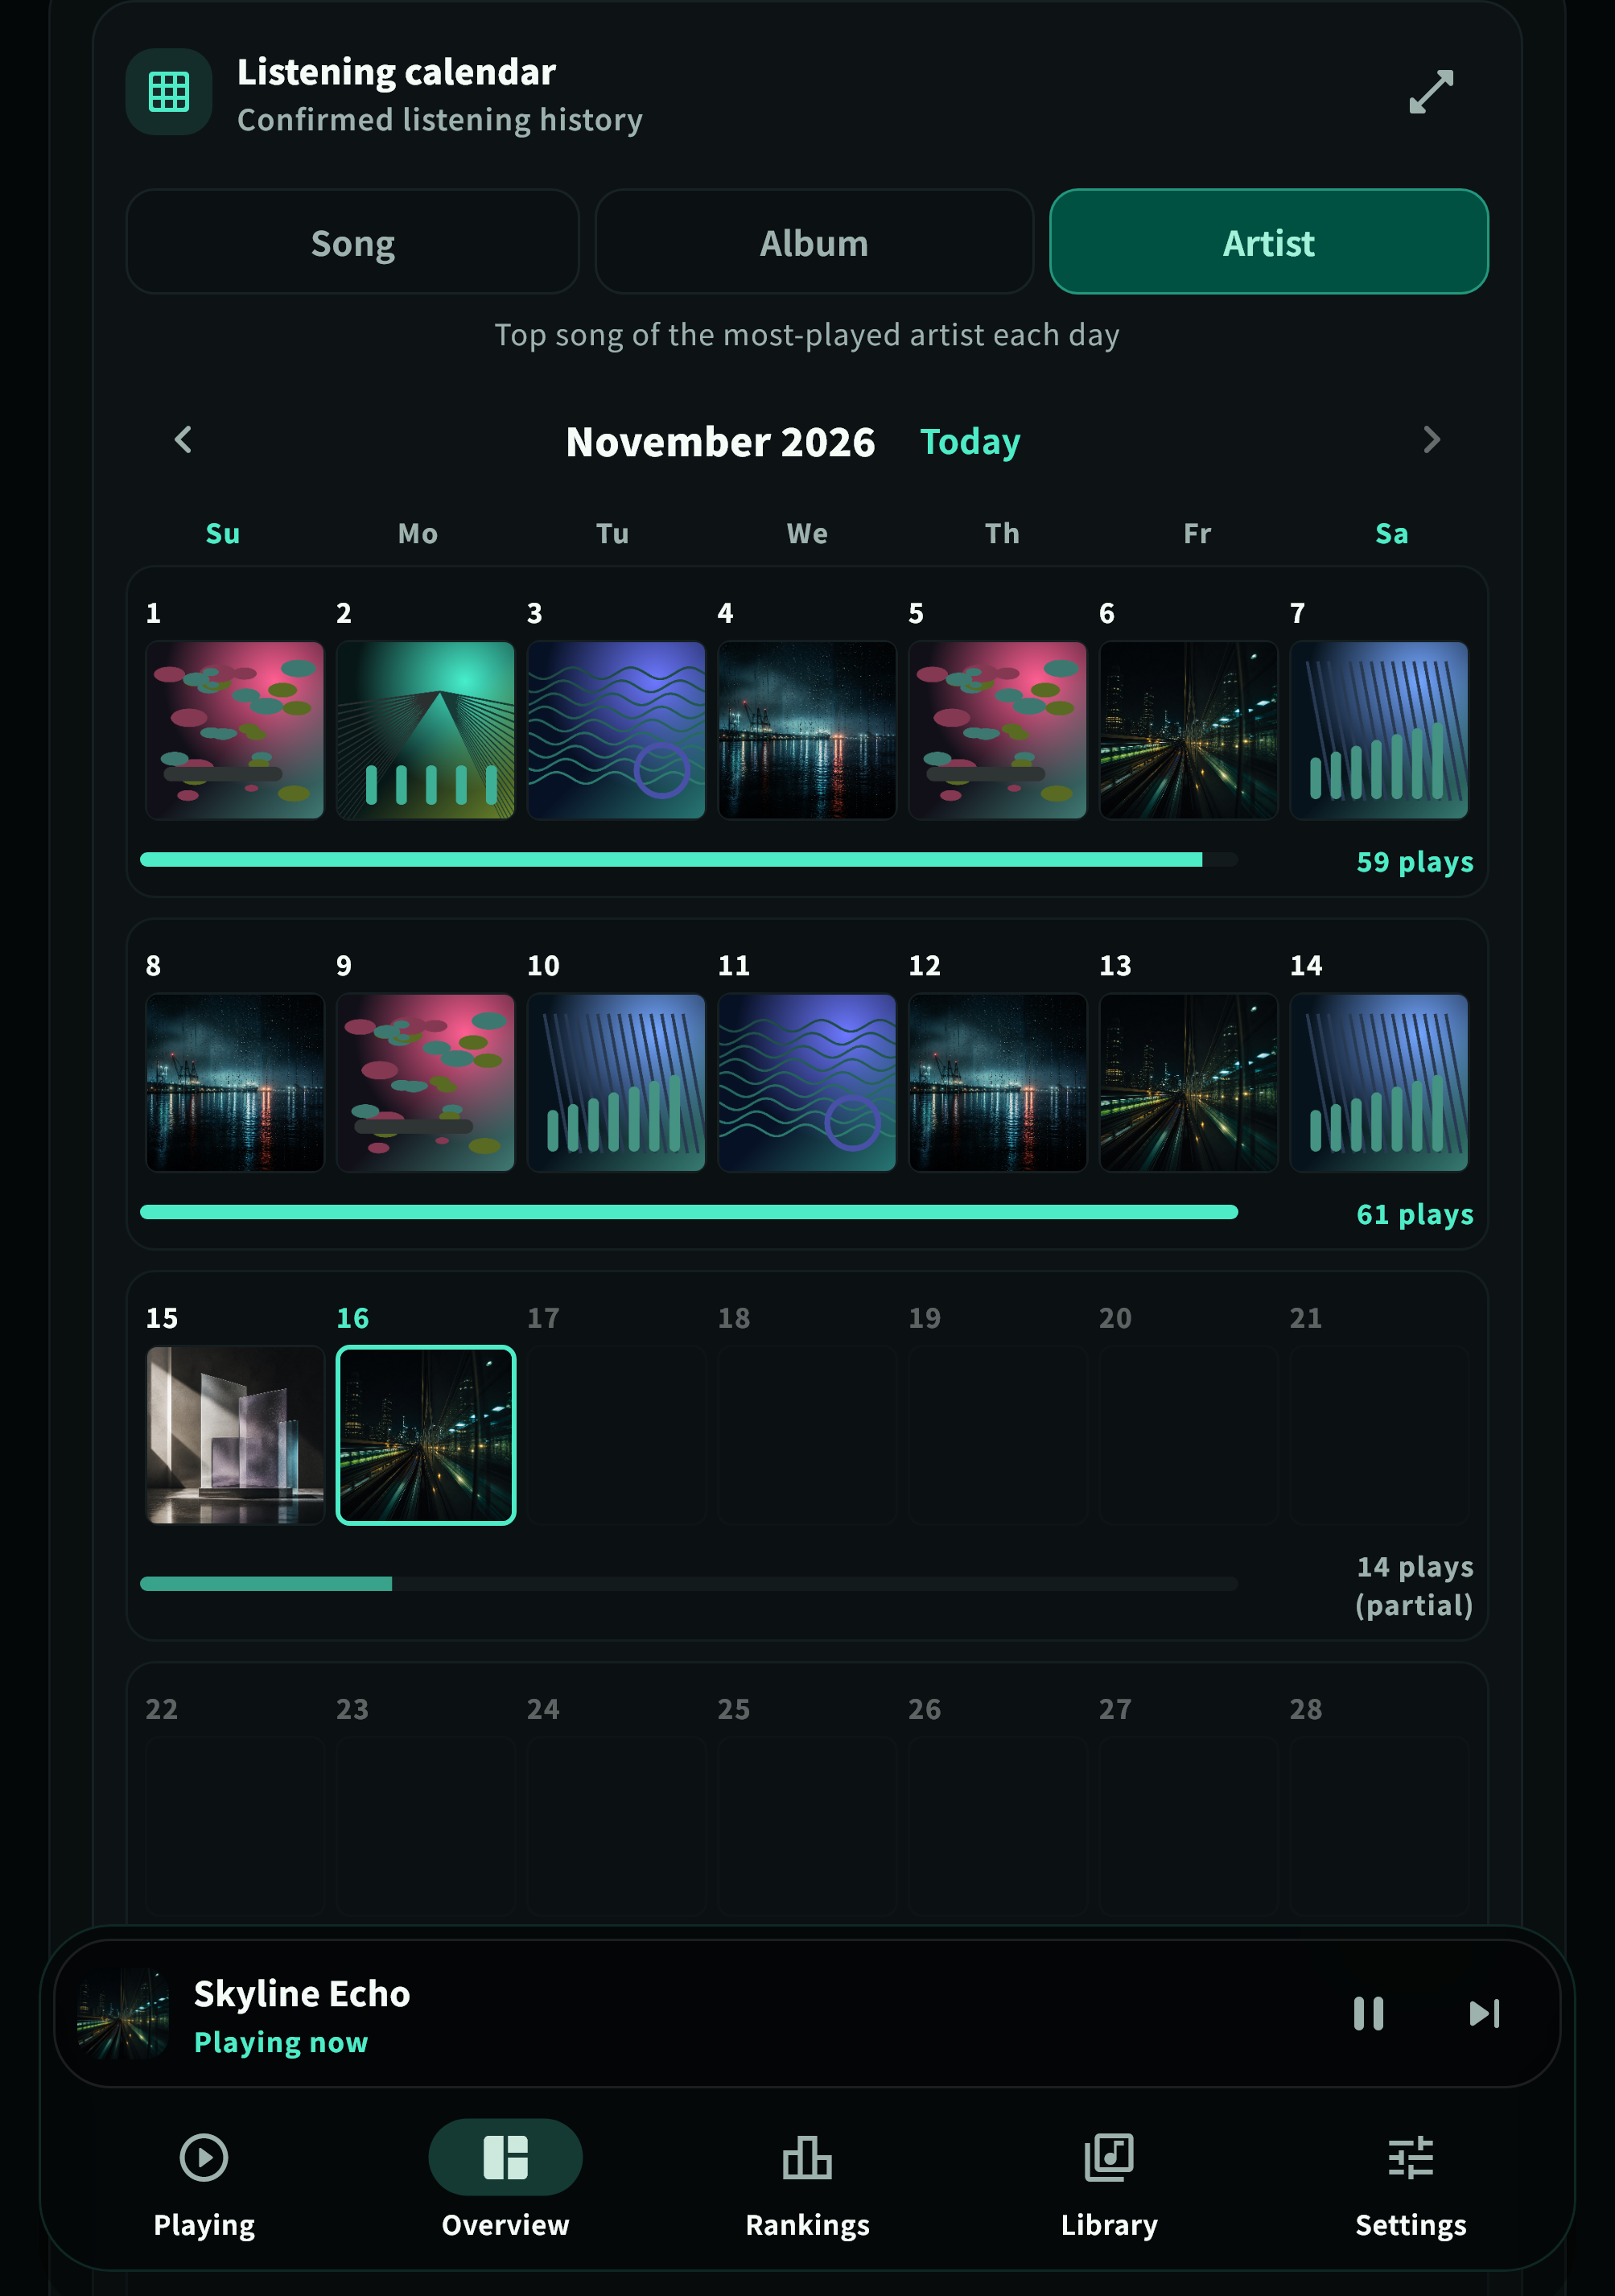 Listening calendar
Confirmed listening history
Song Album Artist
Top song of the most-played artist each day
November 2026 Today
Su Mo Tu We Th Fr Sa
1 2 3 4 5 6 7
59 plays
8 9 10 11 12 13 14
61 plays
15 16 17 18 19 20 21
14 plays
(partial)
22 23 24 25 26 27 28
Skyline Echo
Playing now
Playing Overview Rankings Library Settings